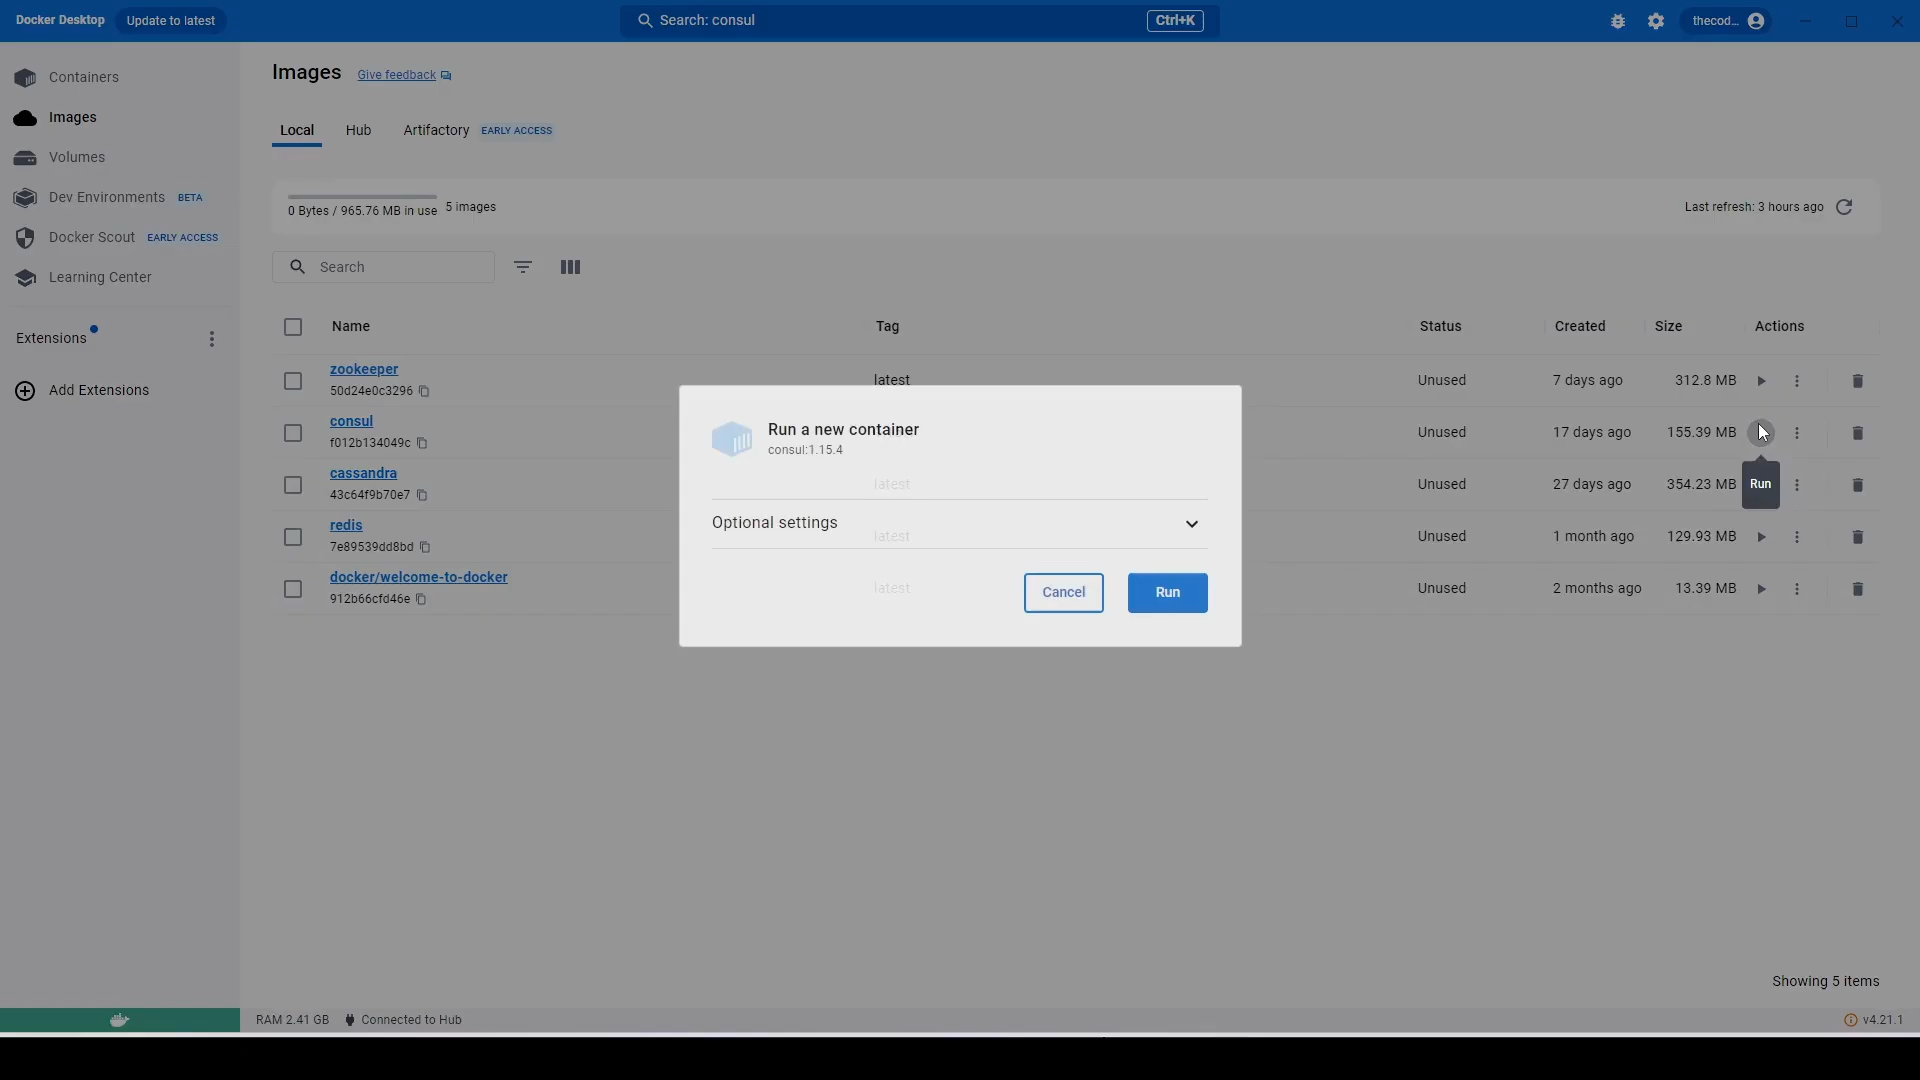 Docker Desktop Update to latest Search: consul Ctrl+K thecod...
Containers
Images
Volumes
Dev Environments BETA
Docker Scout EARLY ACCESS
Learning Center
Extensions
Add Extensions
Images Give feedback
Local Hub Artifactory EARLY ACCESS
0 Bytes / 965.76 MB in use 5 images Last refresh: 3 hours ago
Search
Name Tag Status Created Size Actions
zookeeper latest Unused 7 days ago 312.8 MB
50d24e0c3296
consul Unused 17 days ago 155.39 MB
f012b134049c
cassandra latest Unused 27 days ago 354.23 MB
43c64f9b70e7
redis latest Unused 1 month ago 129.93 MB
7e89539dd8bd
docker/welcome-to-docker latest Unused 2 months ago 13.39 MB
912b66cfd46e
Run
Run a new container
consul:1.15.4
Optional settings
Cancel Run
Showing 5 items
RAM 2.41 GB Connected to Hub v4.21.1